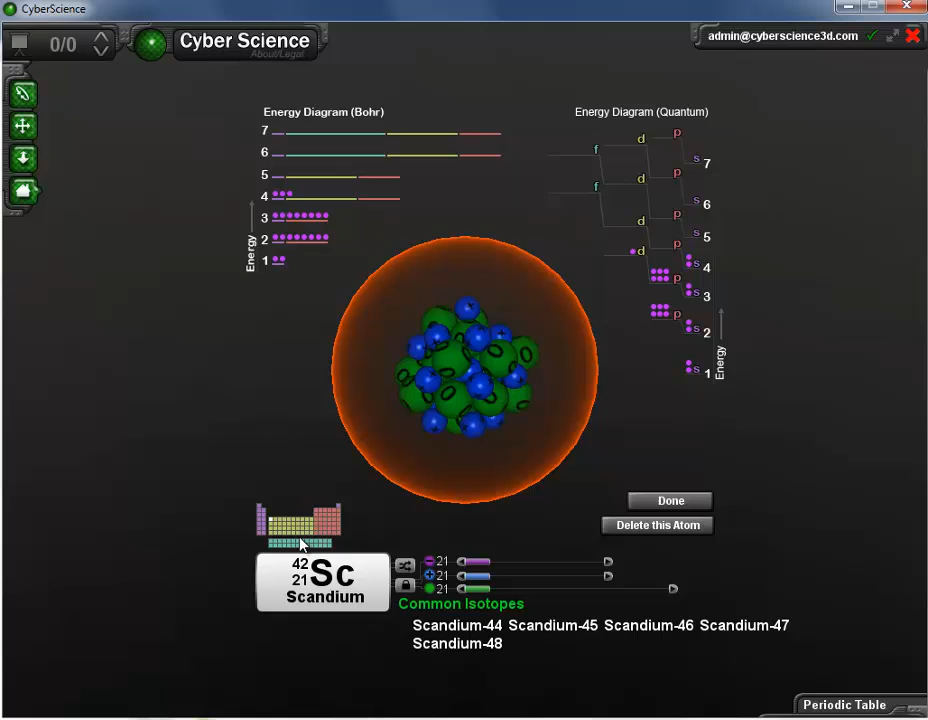 CyberScience
0/0
Cyber Science
About/Legal
admin@cyberscience3d.com
Energy Diagram (Bohr)
7
6
5
4
3
2
1
Energy
Energy Diagram (Quantum)
f d p s 7
f d p s 6
d p s 5
d p s 4
p s 3
p s 2
s 1
Energy
Done
Delete this Atom
42
21
Sc
Scandium
21
21
21
Common Isotopes
Scandium-44 Scandium-45 Scandium-46 Scandium-47
Scandium-48
Periodic Table